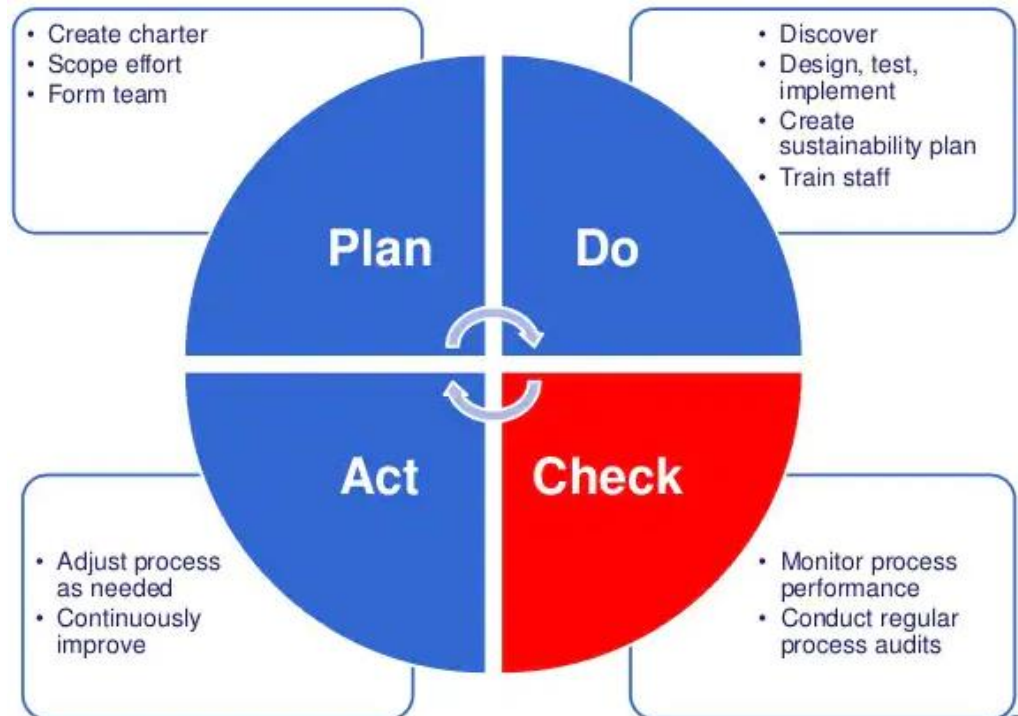 • Create charter
• Scope effort
• Form team
• Discover
• Design, test,
implement
• Create
sustainability plan
• Train staff
Plan
Do
Act
Check
• Adjust process
as needed
• Continuously
improve
• Monitor process
performance
• Conduct regular
process audits